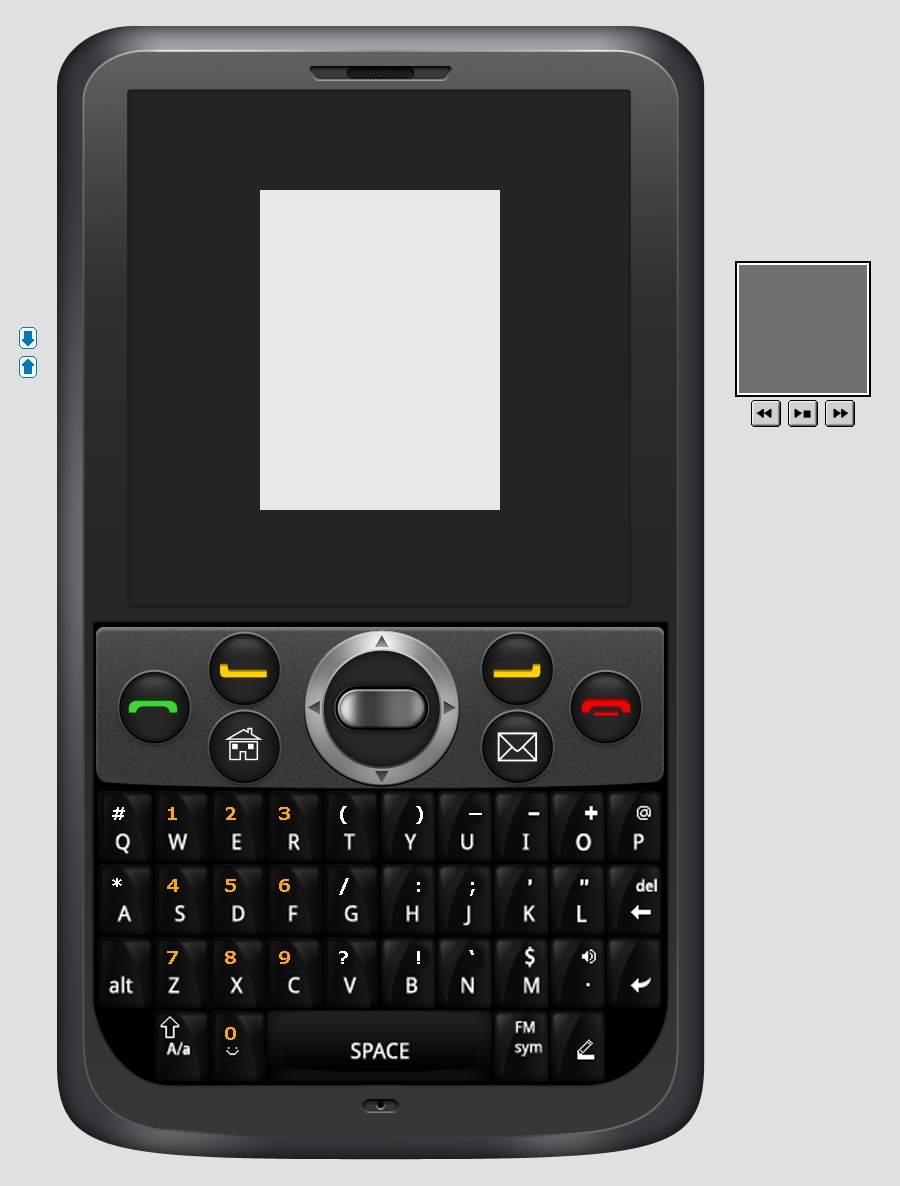 # 1 2 3 ( ) _ - + @
Q W E R T Y U I O P
* 4 5 6 / : ; ' " del
A S D F G H J K L
7 8 9 ? ! ` $
alt Z X C V B N M .
0 FM
A/a SPACE sym